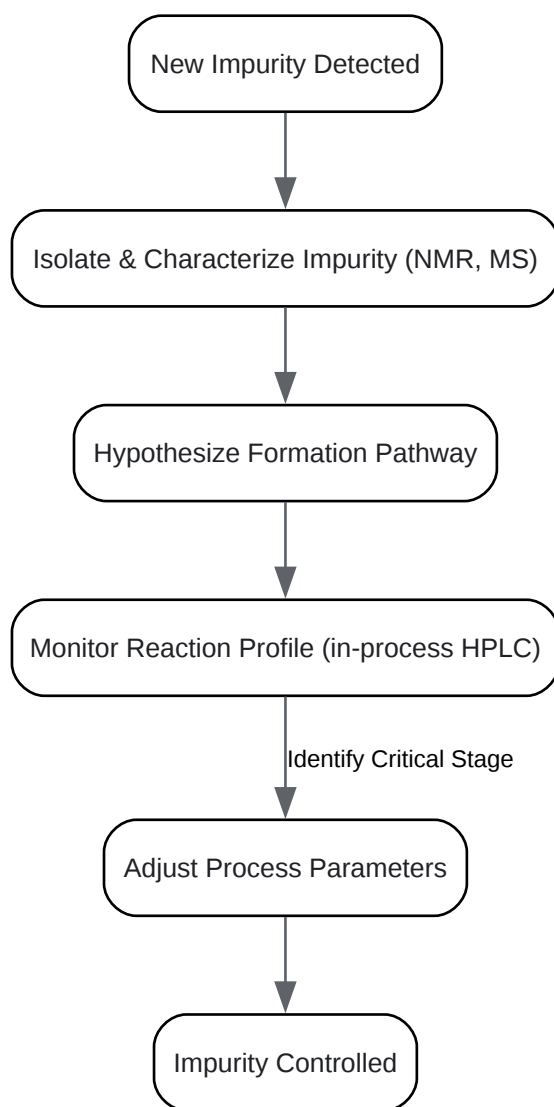 New Impurity Detected
Isolate & Characterize Impurity (NMR, MS)
Hypothesize Formation Pathway
Monitor Reaction Profile (in-process HPLC)
Identify Critical Stage
Adjust Process Parameters
Impurity Controlled